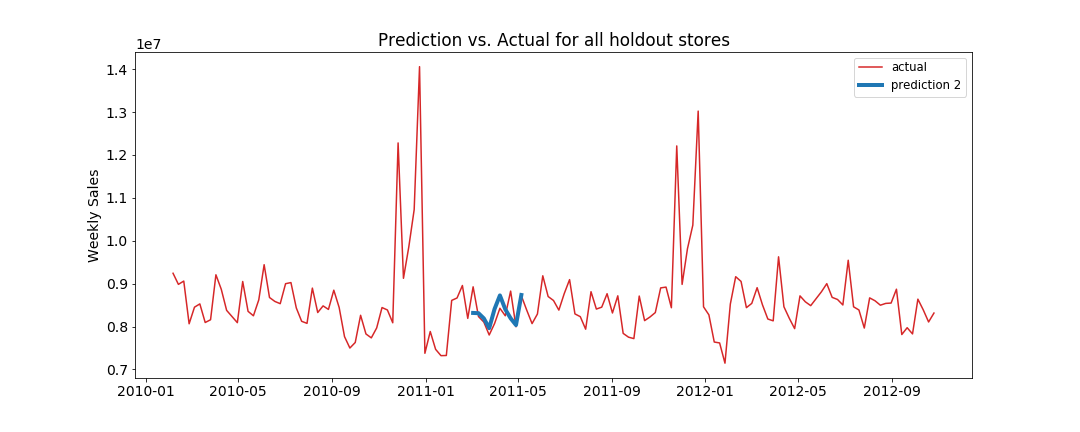 Prediction vs. Actual for all holdout stores
1e7
1.4
1.3
1.2
1.1
1.0
0.9
0.8
0.7
Weekly Sales
actual
prediction 2
2010-01 2010-05 2010-09 2011-01 2011-05 2011-09 2012-01 2012-05 2012-09